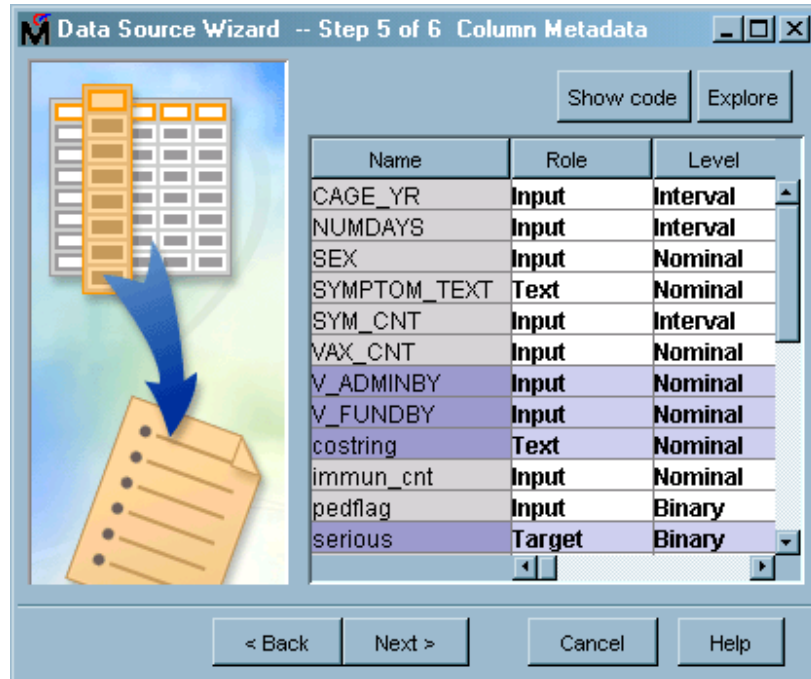 Data Source Wizard -- Step 5 of 6 Column Metadata
Show code Explore
Name Role Level
CAGE_YR Input Interval
NUMDAYS Input Interval
SEX Input Nominal
SYMPTOM_TEXT Text Nominal
SYM_CNT Input Interval
VAX_CNT Input Nominal
V_ADMINBY Input Nominal
V_FUNDBY Input Nominal
costring Text Nominal
immun_cnt Input Nominal
pedflag Input Binary
serious Target Binary
< Back Next > Cancel Help